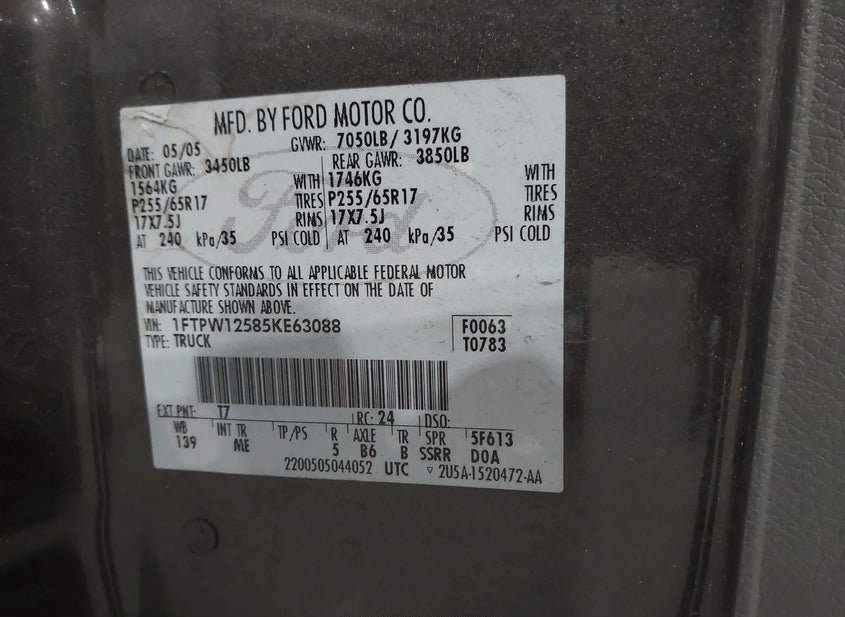 MFD. BY FORD MOTOR CO.
DATE: 05/05 GVWR: 7050LB/ 3197KG
FRONT GAWR: 3450LB REAR GAWR: 3850LB
1564KG WITH 1746KG WITH
P255/65R17 TIRES P255/65R17 TIRES
17X7.5J RIMS 17X7.5J RIMS
AT 240 kPa/35 PSI COLD AT 240 kPa/35 PSI COLD
Ford
THIS VEHICLE CONFORMS TO ALL APPLICABLE FEDERAL MOTOR
VEHICLE SAFETY STANDARDS IN EFFECT ON THE DATE OF
MANUFACTURE SHOWN ABOVE.
VIN: 1FTPW12585KE63088 F0063
TYPE: TRUCK T0783
EXT PNT: T7 RC: 24 DSO:
WB INT TR TP/PS R AXLE TR SPR 5F613
139 ME 5 B6 B SSRR DOA
2200505044052 UTC ▽ 2U5A-1520472-AA